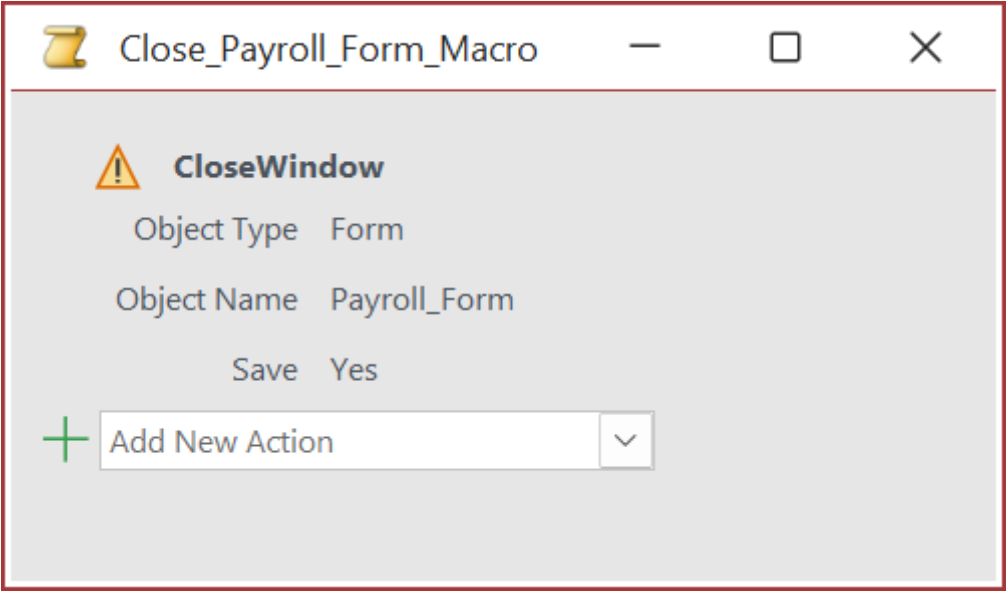 Close_Payroll_Form_Macro
CloseWindow
Object Type Form
Object Name Payroll_Form
Save Yes
Add New Action